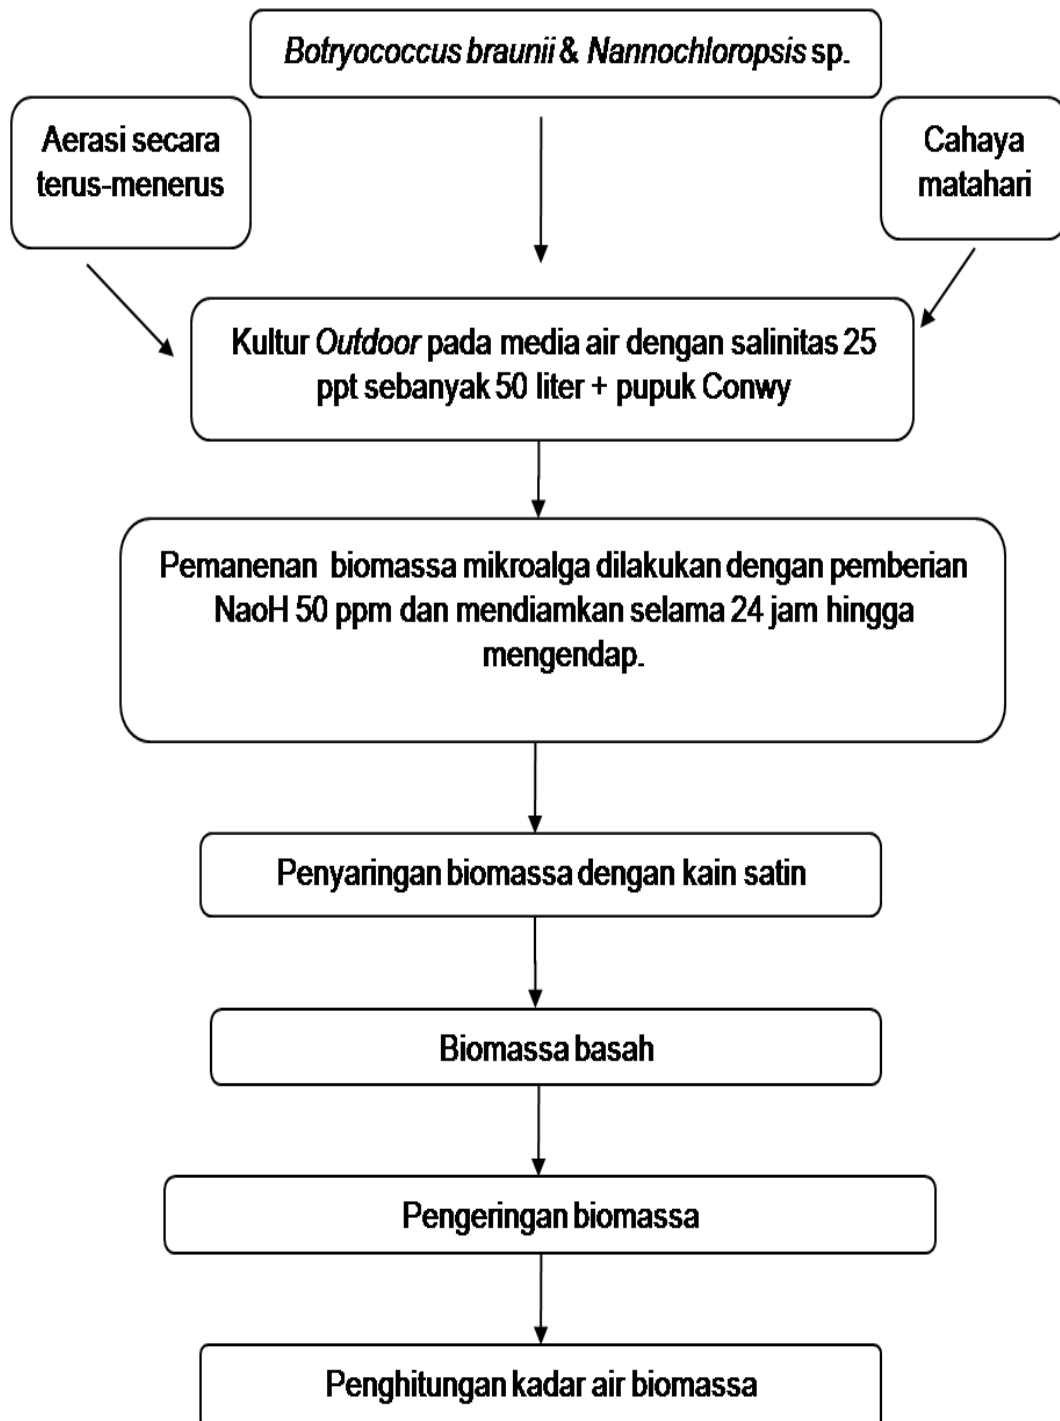 Botryococcus braunii & Nannochloropsis sp.
Aerasi secara
terus-menerus
Cahaya
matahari
Kultur Outdoor pada media air dengan salinitas 25
ppt sebanyak 50 liter + pupuk Conwy
Pemanenan biomassa mikroalga dilakukan dengan pemberian
NaoH 50 ppm dan mendiamkan selama 24 jam hingga
mengendap.
Penyaringan biomassa dengan kain satin
Biomassa basah
Pengeringan biomassa
Penghitungan kadar air biomassa